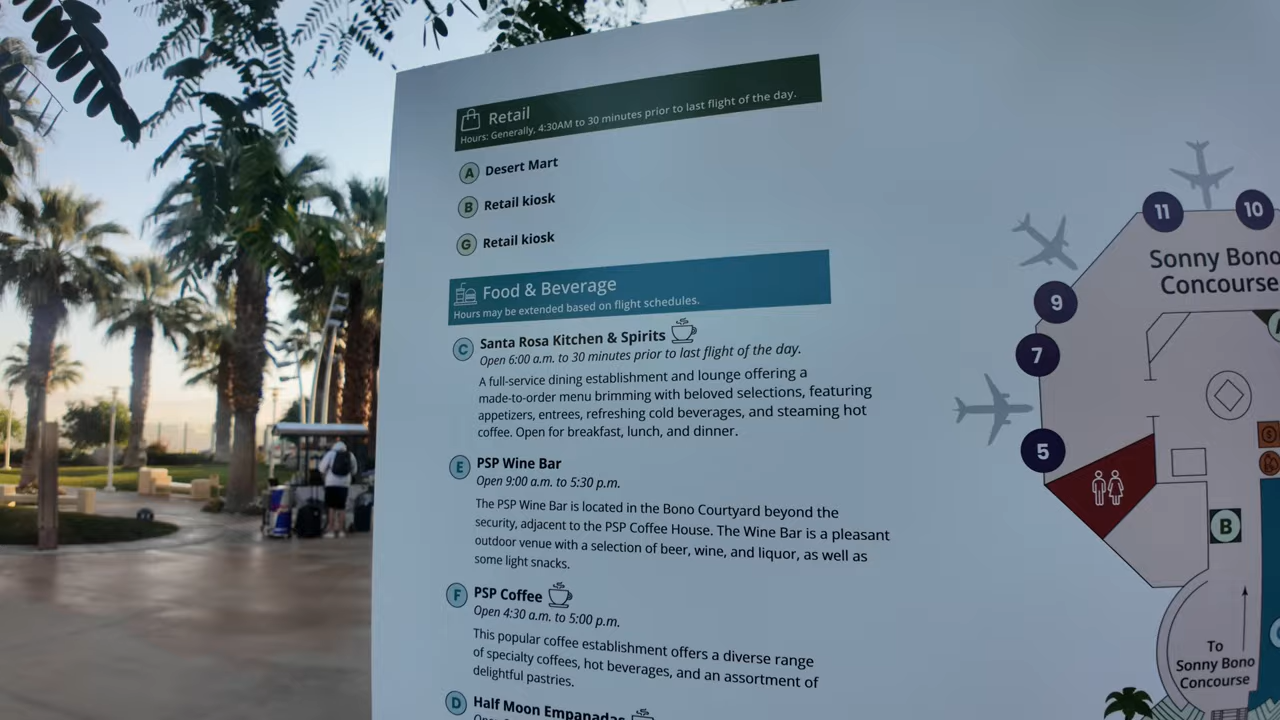 Retail
Hours: Generally, 4:30AM to 30 minutes prior to last flight of the day.
A Desert Mart
B Retail kiosk
G Retail kiosk
Food & Beverage
Hours may be extended based on flight schedules.
C Santa Rosa Kitchen & Spirits
Open 6:00 a.m. to 30 minutes prior to last flight of the day.
A full-service dining establishment and lounge offering a
made-to-order menu brimming with beloved selections, featuring
appetizers, entrees, refreshing cold beverages, and steaming hot
coffee. Open for breakfast, lunch, and dinner.
E PSP Wine Bar
Open 9:00 a.m. to 5:30 p.m.
The PSP Wine Bar is located in the Bono Courtyard beyond the
security, adjacent to the PSP Coffee House. The Wine Bar is a pleasant
outdoor venue with a selection of beer, wine, and liquor, as well as
some light snacks.
F PSP Coffee
Open 4:30 a.m. to 5:00 p.m.
This popular coffee establishment offers a diverse range
of specialty coffees, hot beverages, and an assortment of
delightful pastries.
D Half Moon Empanadas
11
10
Sonny Bono
Concourse
9
7
5
B
To
Sonny Bono
Concourse